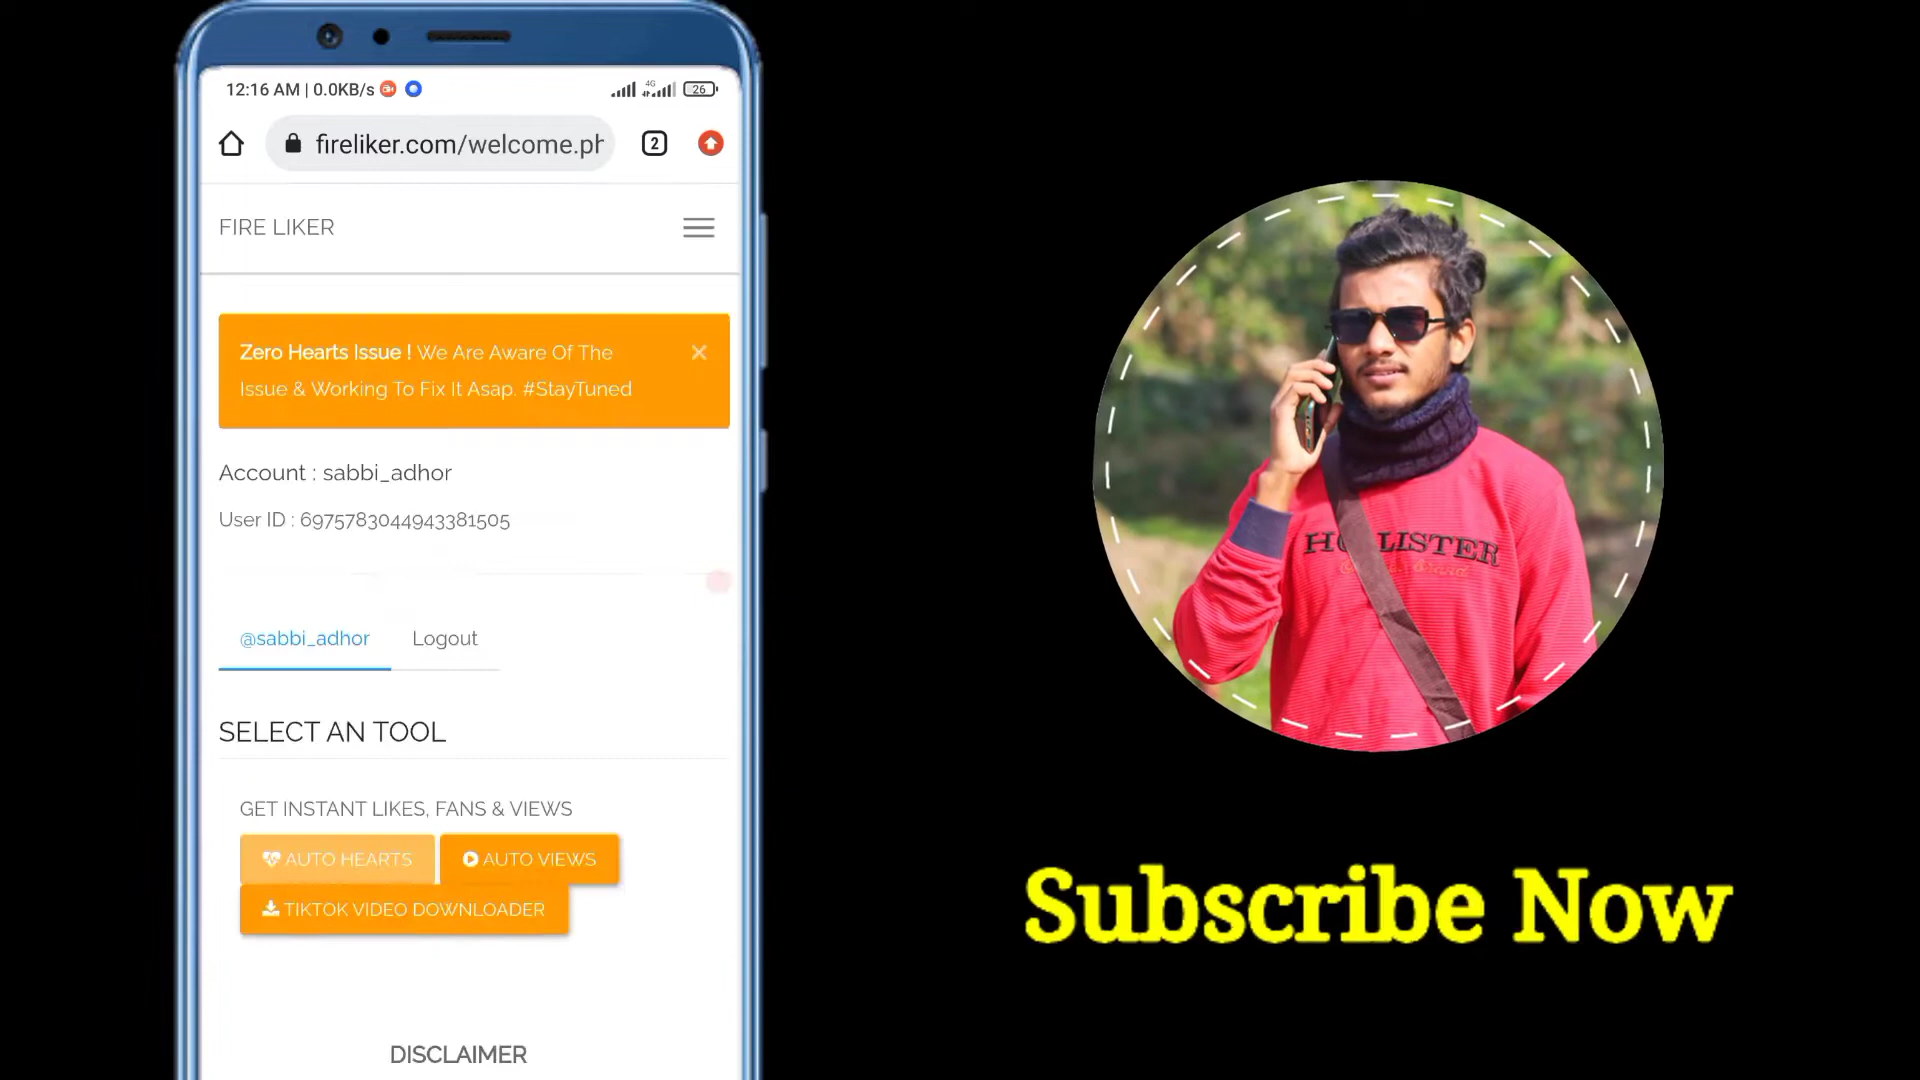 12:16 AM | 0.0KB/s
4G
26
fireliker.com/welcome.ph
2
FIRE LIKER
Zero Hearts Issue ! We Are Aware Of The
Issue & Working To Fix It Asap. #StayTuned
Account : sabbi_adhor
User ID : 6975783044943381505
@sabbi_adhor
Logout
SELECT AN TOOL
GET INSTANT LIKES, FANS & VIEWS
AUTO HEARTS
AUTO VIEWS
TIKTOK VIDEO DOWNLOADER
DISCLAIMER
HOLLISTER
Subscribe Now